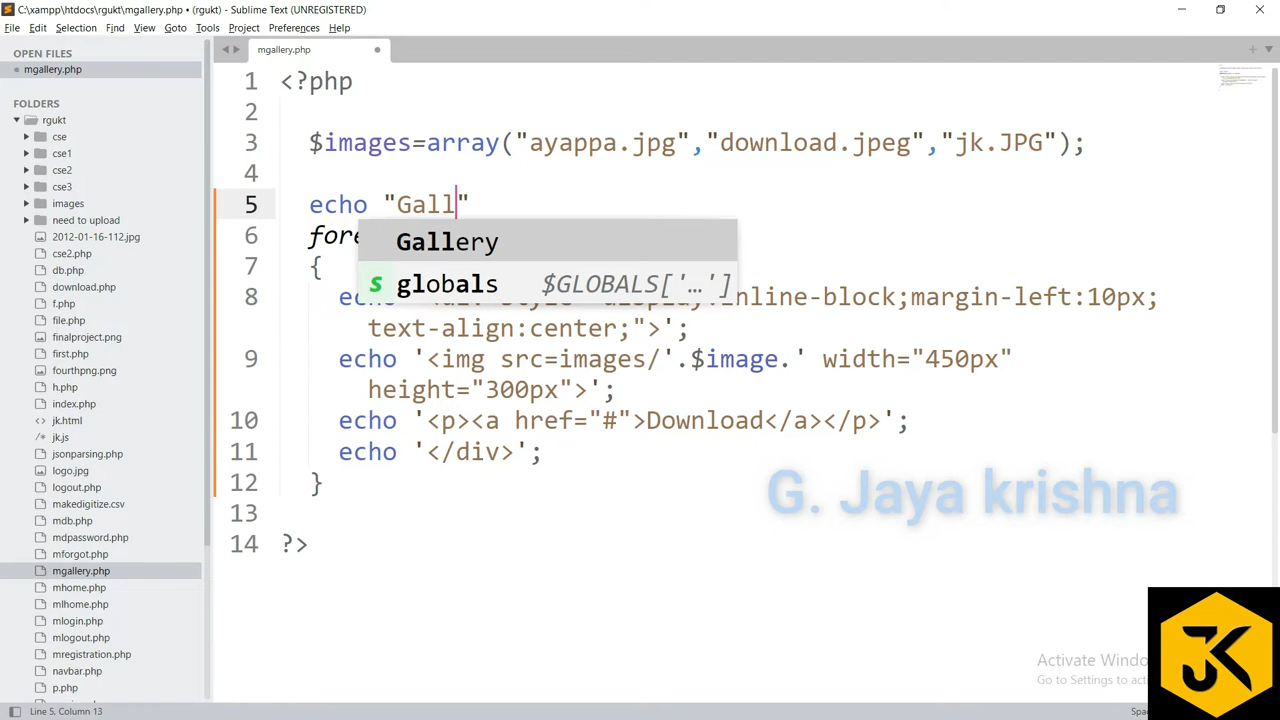 C:\xampp\htdocs\rgukt\mgallery.php • (rgukt) - Sublime Text (UNREGISTERED)
File Edit Selection Find View Goto Tools Project Preferences Help
OPEN FILES
mgallery.php
FOLDERS
rgukt
cse
cse1
cse2
cse3
images
need to upload
2012-01-16-112.jpg
cse2.php
db.php
download.php
f.php
file.php
finalproject.png
first.php
fourthpng.png
h.php
index.php
jk.html
jk.js
jsonparsing.php
logo.jpg
logout.php
makedigitize.csv
mdb.php
mdpassword.php
mforgot.php
mgallery.php
mhome.php
mlhome.php
mlogin.php
mlogout.php
mregistration.php
navbar.php
p.php
mgallery.php
1 <?php
2
3 $images=array("ayappa.jpg","download.jpeg","jk.JPG");
4
5 echo "Gall"
6 fore
Gallery
7 {
s globals $GLOBALS['…']
8 echo inline-block;margin-left:10px;
text-align:center;">';
9 echo '<img src=images/'.$image.' width="450px"
height="300px">';
10 echo '<p><a href="#">Download</a></p>';
11 echo '</div>';
12 }
13
14 ?>
G. Jaya krishna
JK
Activate Windo
Go to Settings to act
Line 5, Column 13
Spac